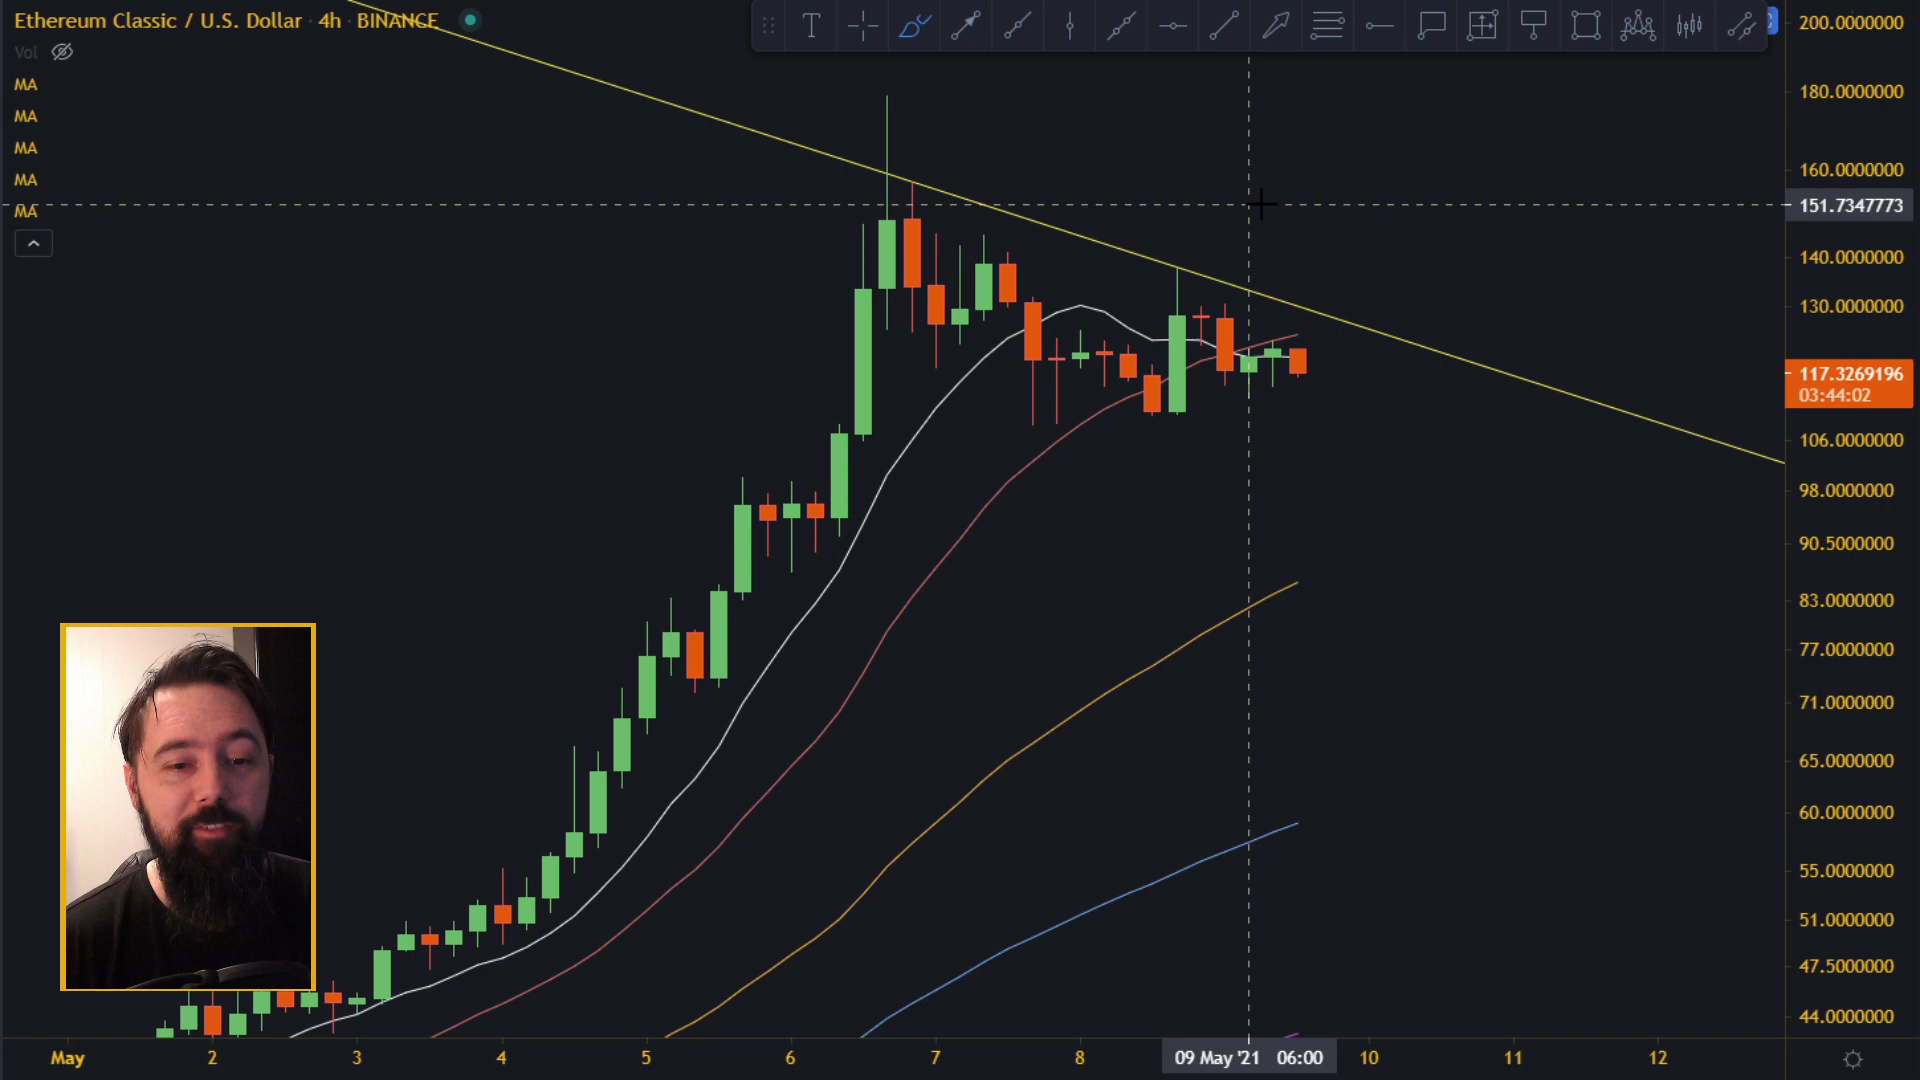 Ethereum Classic / U.S. Dollar · 4h · BINANCE
Vol
MA
MA
MA
MA
MA
T
200.0000000
180.0000000
160.0000000
151.7347773
140.0000000
130.0000000
117.3269196
03:44:02
106.0000000
98.0000000
90.5000000
83.0000000
77.0000000
71.0000000
65.0000000
60.0000000
55.0000000
51.0000000
47.5000000
44.0000000
May 2 3 4 5 6 7 8 09 May '21 06:00 10 11 12